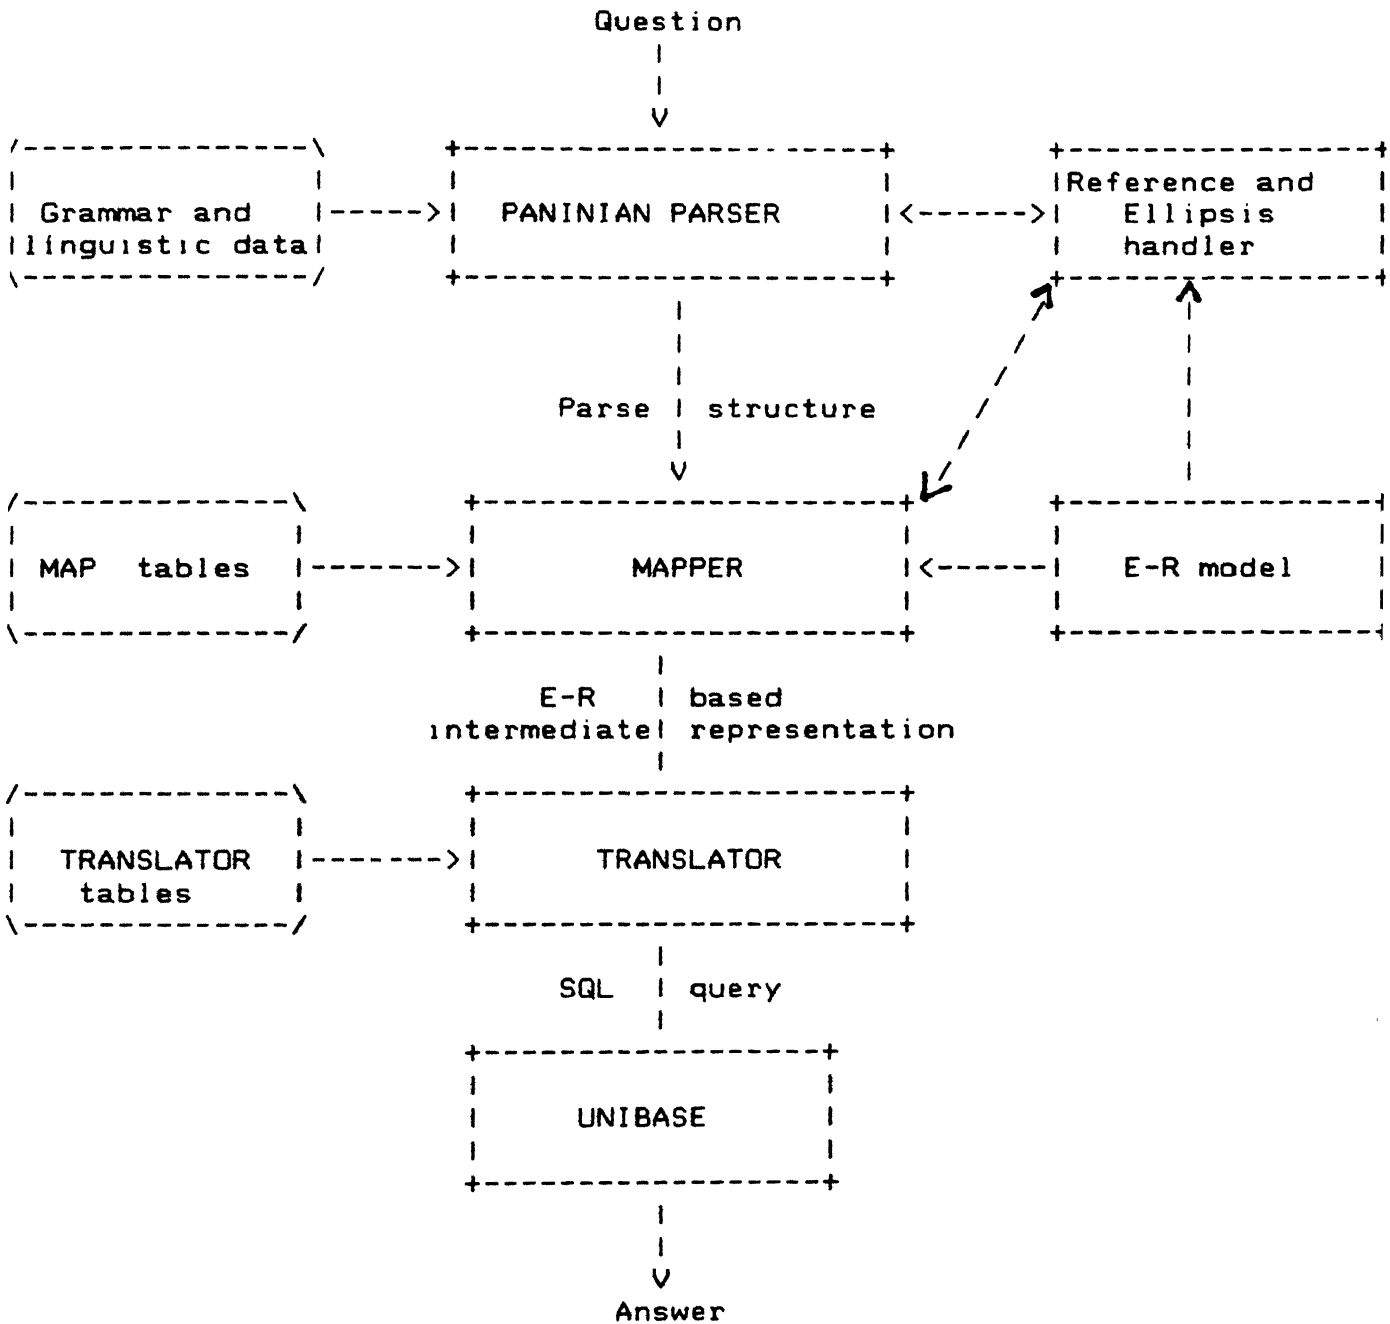 Question
Grammar and
linguistic data
PANINIAN PARSER
Reference and
Ellipsis
handler
Parse structure
MAP tables
MAPPER
E-R model
E-R based
intermediate representation
TRANSLATOR
tables
TRANSLATOR
SQL query
UNIBASE
Answer